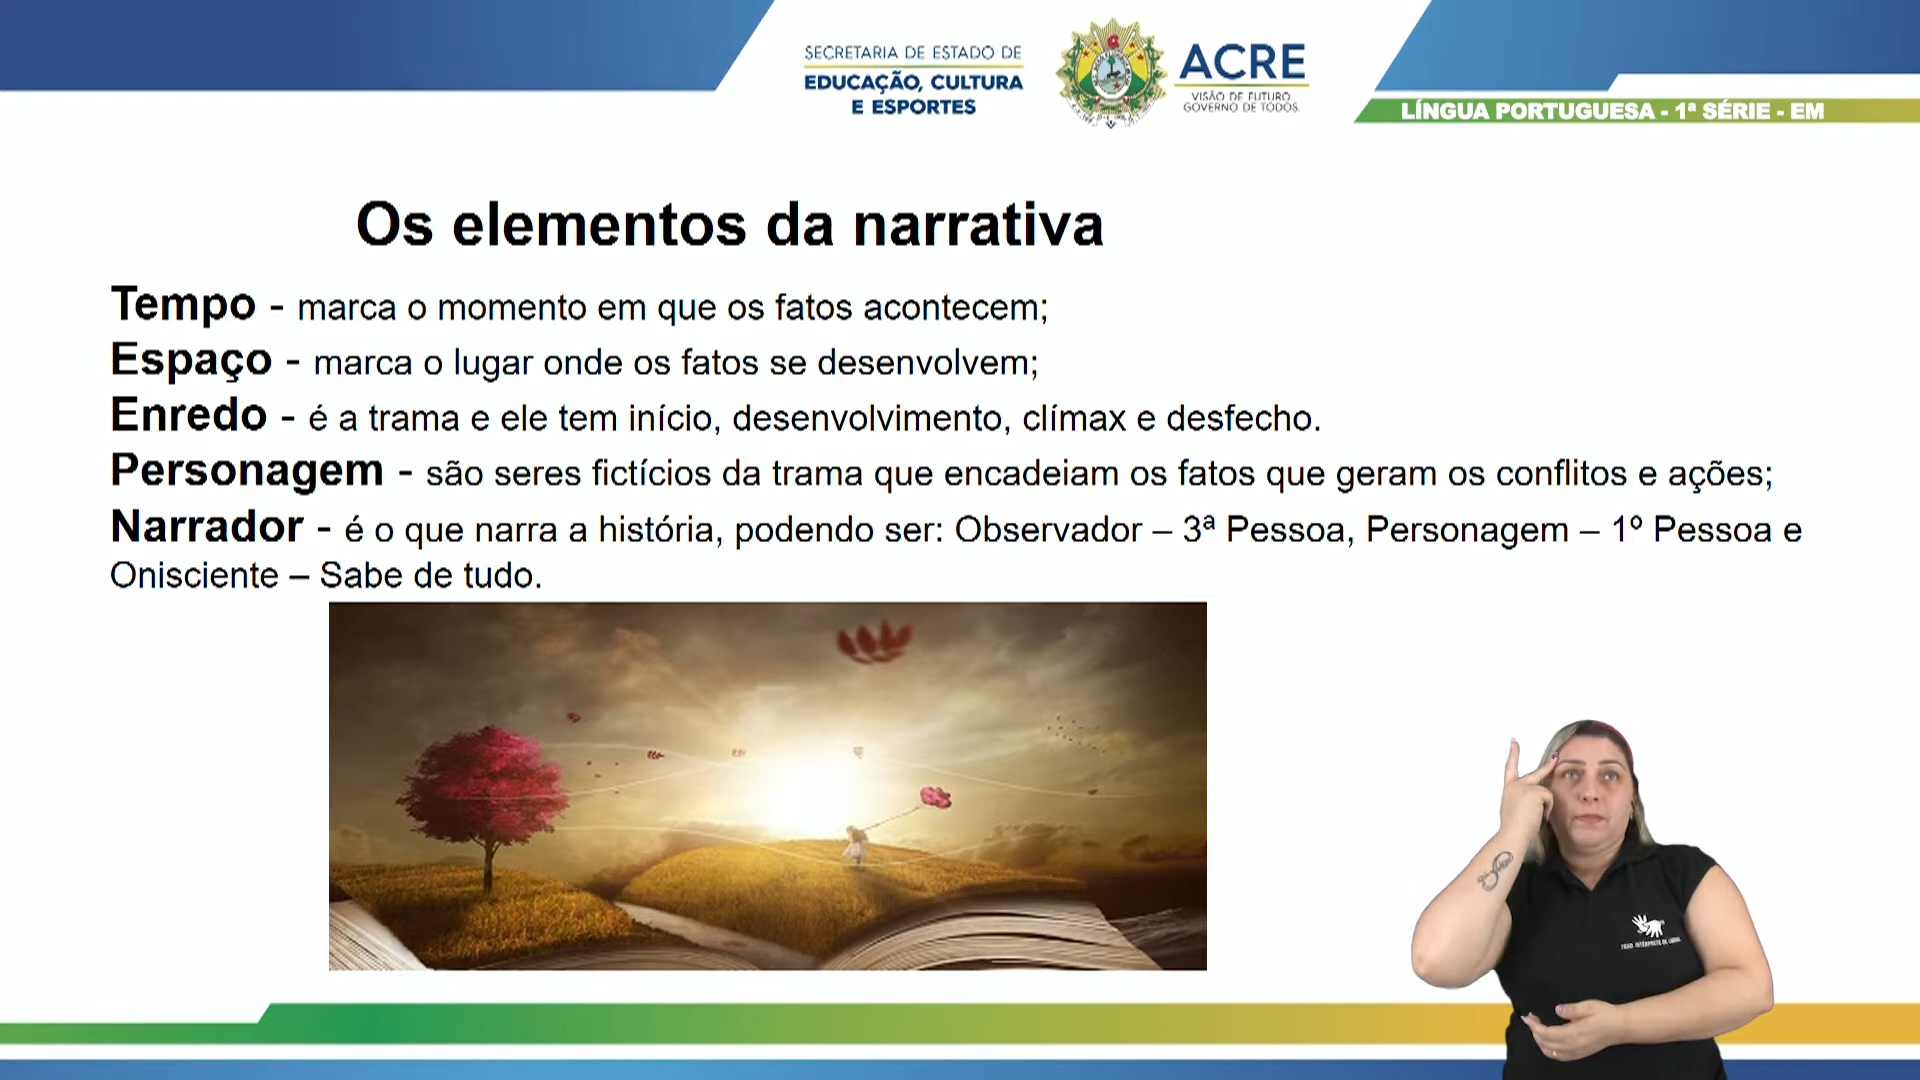 SECRETARIA DE ESTADO DE
EDUCAÇÃO, CULTURA
E ESPORTES
ACRE
VISÃO DE FUTURO
GOVERNO DE TODOS
LÍNGUA PORTUGUESA - 1ª SÉRIE - EM
Os elementos da narrativa
Tempo - marca o momento em que os fatos acontecem;
Espaço - marca o lugar onde os fatos se desenvolvem;
Enredo - é a trama e ele tem início, desenvolvimento, clímax e desfecho.
Personagem - são seres fictícios da trama que encadeiam os fatos que geram os conflitos e ações;
Narrador - é o que narra a história, podendo ser: Observador – 3ª Pessoa, Personagem – 1º Pessoa e
Onisciente – Sabe de tudo.